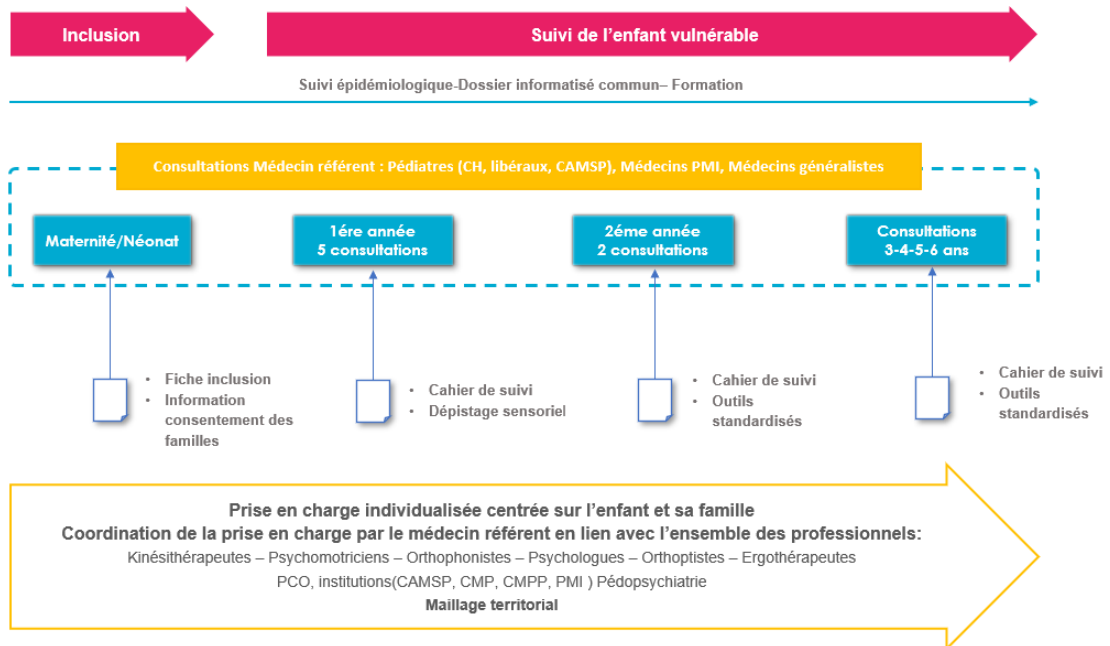 Inclusion
Suivi de l’enfant vulnérable
Suivi épidémiologique-Dossier informatisé commun– Formation
Consultations Médecin référent : Pédiatres (CH, libéraux, CAMSP), Médecins PMI, Médecins généralistes
Maternité/Néonat
1ére année
5 consultations
2éme année
2 consultations
Consultations
3-4-5-6 ans
• Fiche inclusion
• Information
consentement des
familles
• Cahier de suivi
• Dépistage sensoriel
• Cahier de suivi
• Outils
standardisés
• Cahier de suivi
• Outils
standardisés
Prise en charge individualisée centrée sur l’enfant et sa famille
Coordination de la prise en charge par le médecin référent en lien avec l’ensemble des professionnels:
Kinésithérapeutes – Psychomotriciens – Orthophonistes – Psychologues – Orthoptistes – Ergothérapeutes
PCO, institutions(CAMSP, CMP, CMPP, PMI ) Pédopsychiatrie
Maillage territorial